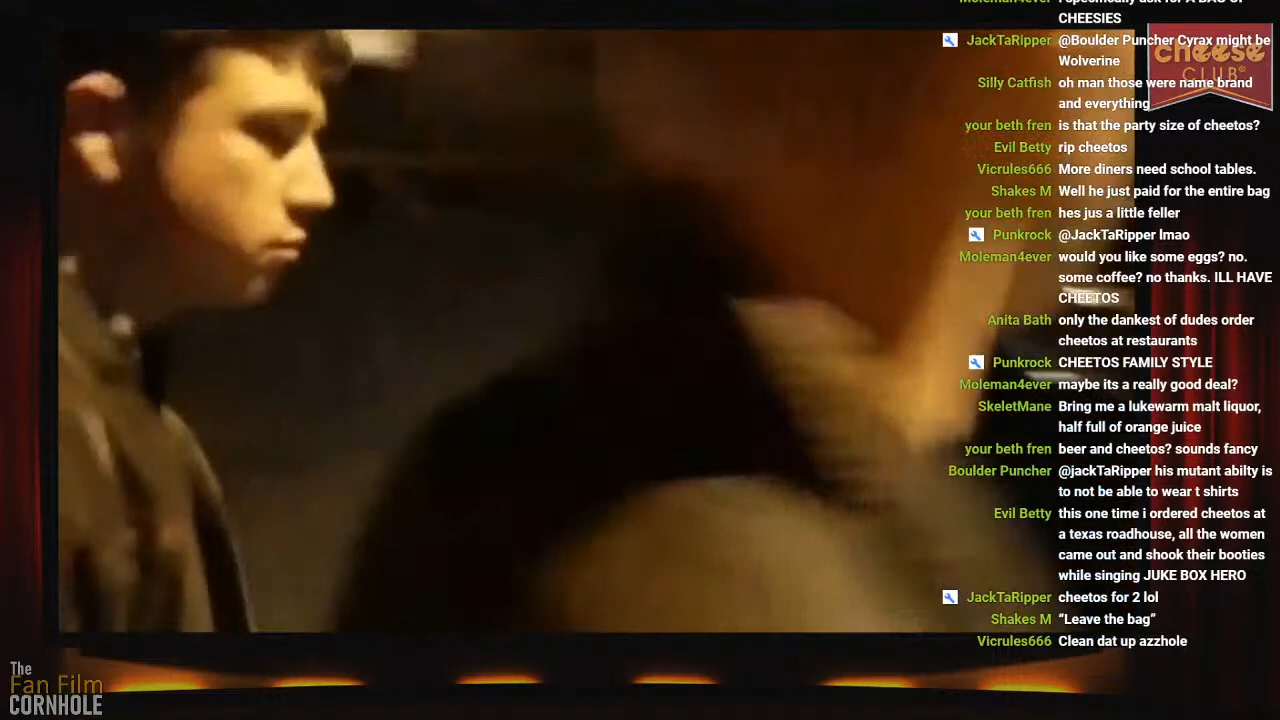 Moleman4ever I specifically ask for A BAG OF
CHEESIES
JackTaRipper @Boulder Puncher Cyrax might be
Wolverine
cheese
CLUB®
Silly Catfish oh man those were name brand
and everything
your beth fren is that the party size of cheetos?
Evil Betty rip cheetos
Vicrules666 More diners need school tables.
Shakes M Well he just paid for the entire bag
your beth fren hes jus a little feller
Punkrock @JackTaRipper lmao
Moleman4ever would you like some eggs? no.
some coffee? no thanks. ILL HAVE
CHEETOS
Anita Bath only the dankest of dudes order
cheetos at restaurants
Punkrock CHEETOS FAMILY STYLE
Moleman4ever maybe its a really good deal?
SkeletMane Bring me a lukewarm malt liquor,
half full of orange juice
your beth fren beer and cheetos? sounds fancy
Boulder Puncher @jackTaRipper his mutant abilty is
to not be able to wear t shirts
Evil Betty this one time i ordered cheetos at
a texas roadhouse, all the women
came out and shook their booties
while singing JUKE BOX HERO
JackTaRipper cheetos for 2 lol
Shakes M “Leave the bag”
Vicrules666 Clean dat up azzhole
The
Fan Film
CORNHOLE